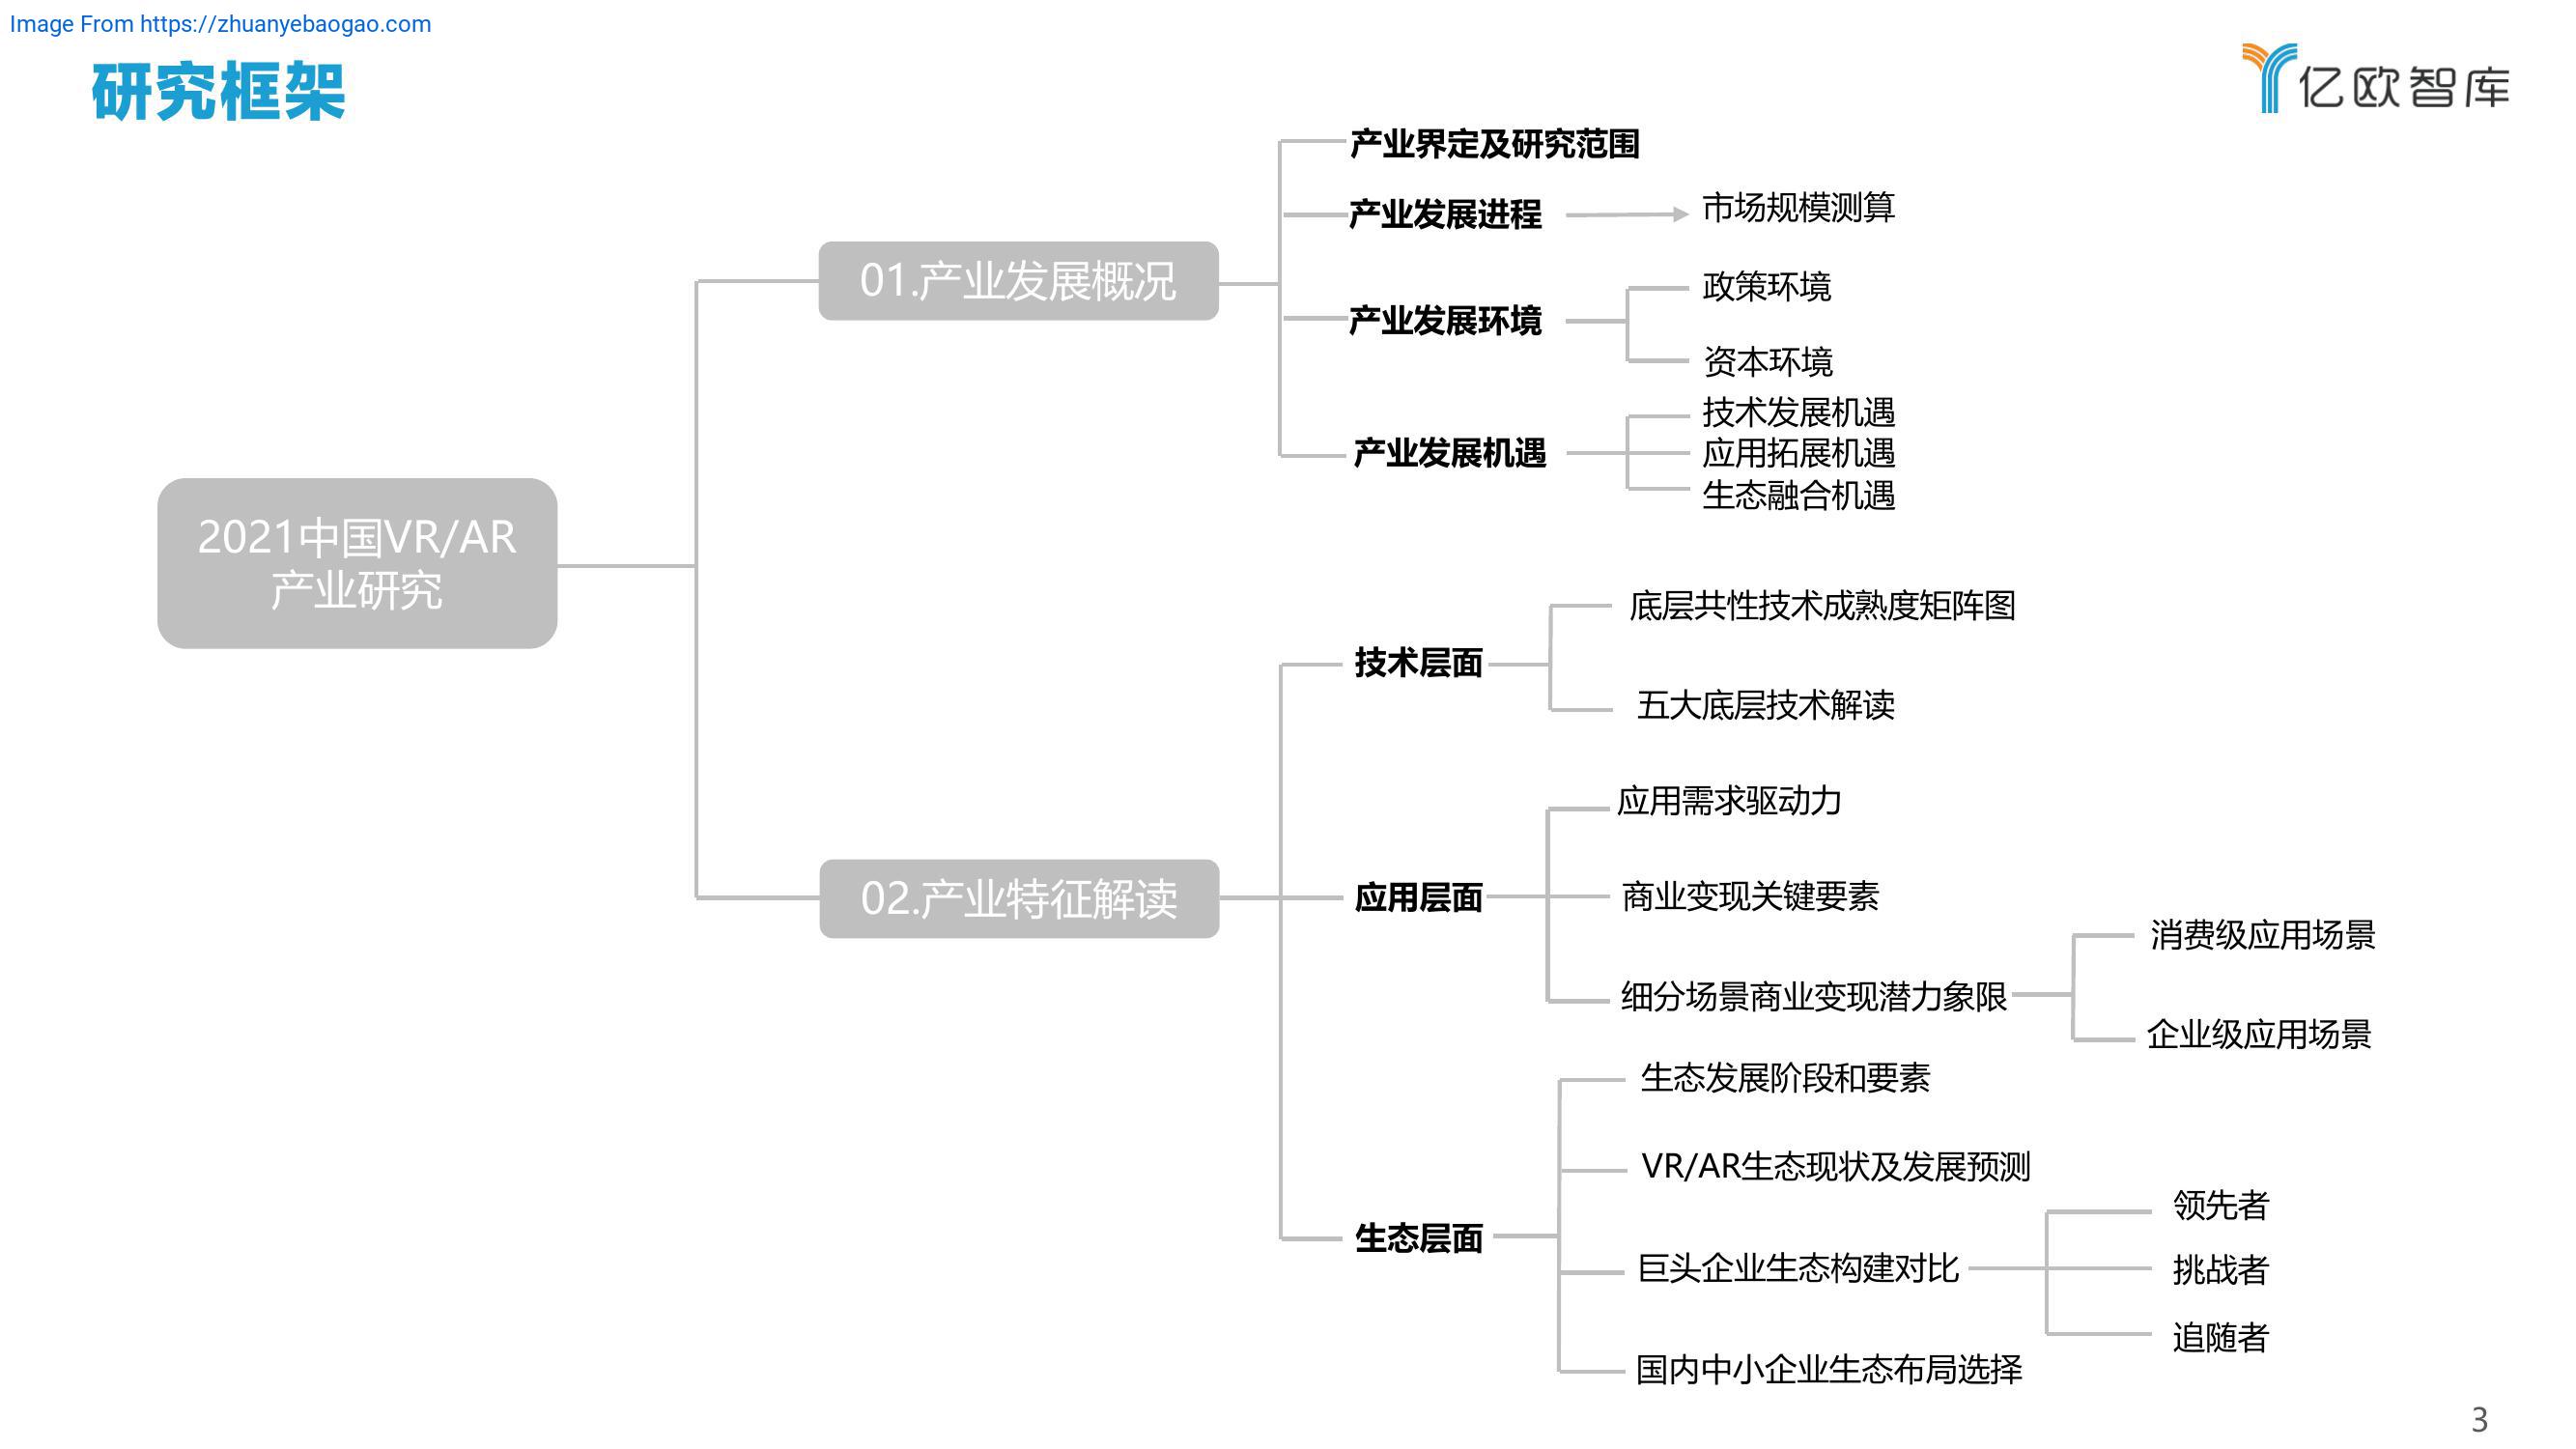 Image From https://zhuanyebaogao.com
研究框架
亿欧智库
2021中国VR/AR
产业研究
01.产业发展概况
产业界定及研究范围
产业发展进程
市场规模测算
产业发展环境
政策环境
资本环境
产业发展机遇
技术发展机遇
应用拓展机遇
生态融合机遇
02.产业特征解读
技术层面
底层共性技术成熟度矩阵图
五大底层技术解读
应用层面
应用需求驱动力
商业变现关键要素
细分场景商业变现潜力象限
消费级应用场景
企业级应用场景
生态层面
生态发展阶段和要素
VR/AR生态现状及发展预测
巨头企业生态构建对比
领先者
挑战者
追随者
国内中小企业生态布局选择
3